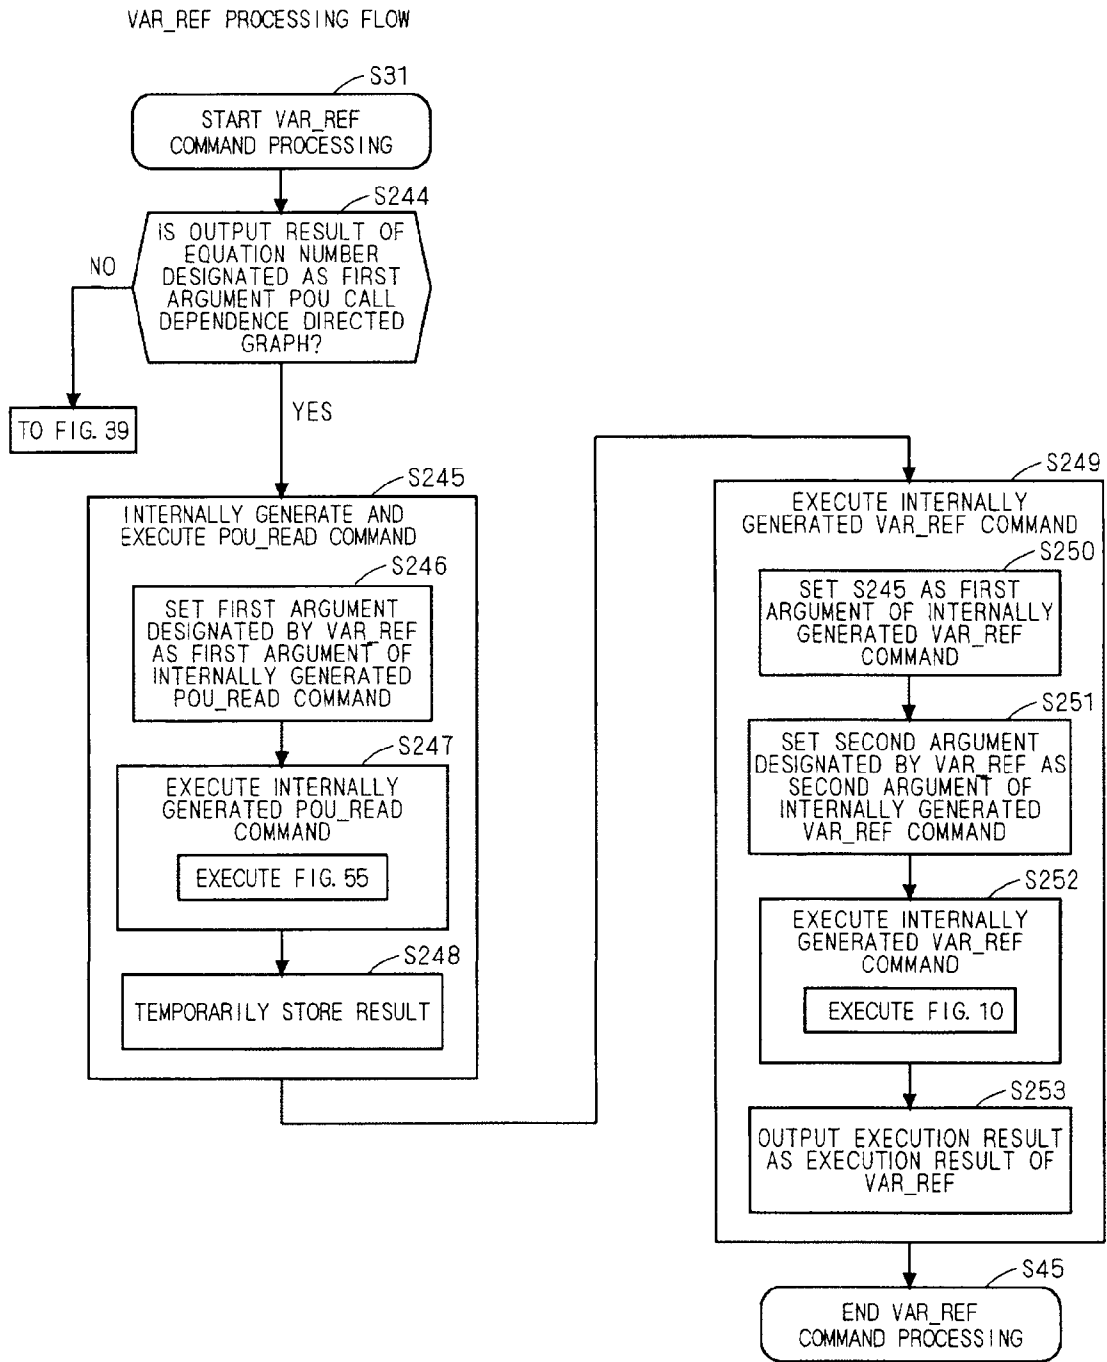 VAR_REF PROCESSING FLOW
S31
START VAR_REF
COMMAND PROCESSING
S244
IS OUTPUT RESULT OF
EQUATION NUMBER
DESIGNATED AS FIRST
ARGUMENT POU CALL
DEPENDENCE DIRECTED
GRAPH?
NO
TO FIG. 39
YES
S245
INTERNALLY GENERATE AND
EXECUTE POU_READ COMMAND
S246
SET FIRST ARGUMENT
DESIGNATED BY VAR_REF
AS FIRST ARGUMENT OF
INTERNALLY GENERATED
POU_READ COMMAND
S247
EXECUTE INTERNALLY
GENERATED POU_READ
COMMAND
EXECUTE FIG. 55
S248
TEMPORARILY STORE RESULT
S249
EXECUTE INTERNALLY
GENERATED VAR_REF COMMAND
S250
SET S245 AS FIRST
ARGUMENT OF INTERNALLY
GENERATED VAR_REF
COMMAND
S251
SET SECOND ARGUMENT
DESIGNATED BY VAR_REF AS
SECOND ARGUMENT OF
INTERNALLY GENERATED
VAR_REF COMMAND
S252
EXECUTE INTERNALLY
GENERATED VAR_REF
COMMAND
EXECUTE FIG. 10
S253
OUTPUT EXECUTION RESULT
AS EXECUTION RESULT OF
VAR_REF
S45
END VAR_REF
COMMAND PROCESSING